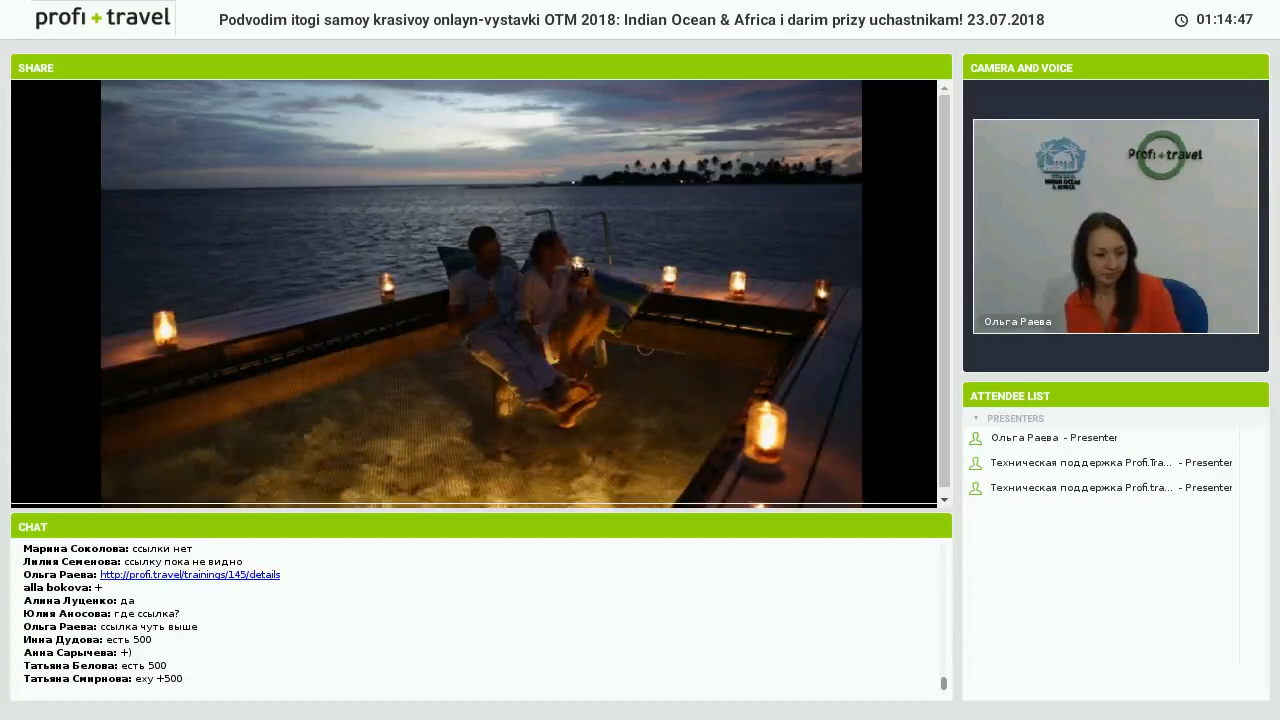 profi + travel
Podvodim itogi samoy krasivoy onlayn-vystavki OTM 2018: Indian Ocean & Africa i darim prizy uchastnikam! 23.07.2018
01:14:47
SHARE
CAMERA AND VOICE
Profi+travel
INDIAN OCEAN
& AFRICA
Ольга Раева
ATTENDEE LIST
PRESENTERS
Ольга Раева - Presenter
Техническая поддержка Profi.Tra... - Presenter
Техническая поддержка Profi.tra... - Presenter
CHAT
Марина Соколова: ссылки нет
Лилия Семенова: ссылку пока не видно
Ольга Раева: http://profi.travel/trainings/145/details
alla bokova: +
Алина Луценко: да
Юлия Аносова: где ссылка?
Ольга Раева: ссылка чуть выше
Инна Дудова: есть 500
Анна Сарычева: +)
Татьяна Белова: есть 500
Татьяна Смирнова: еху +500